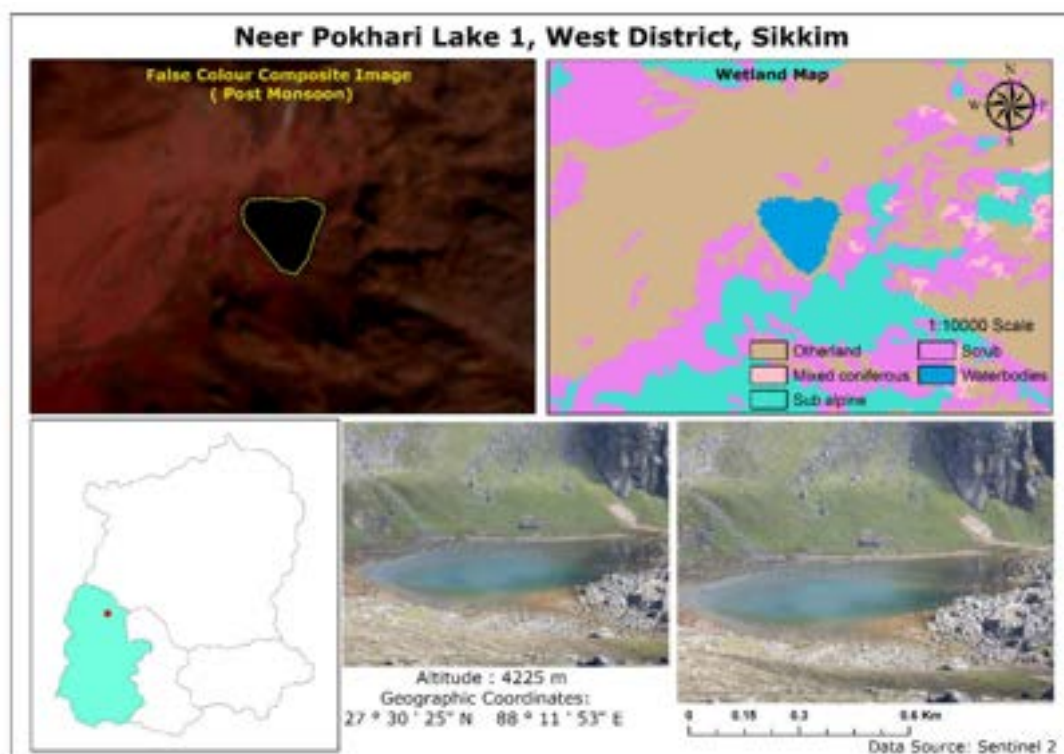 Neer Pokhari Lake 1, West District, Sikkim
False Colour Composite Image
( Post Monsoon)
Wetland Map
N
W
S
1:10000 Scale
Otherland
Scrub
Mixed coniferous
Waterbodies
Sub alpine
Altitude : 4225 m
Geographic Coordinates:
27 ° 30 ' 25" N 88 ° 11 ' 53" E
0 0.15 0.3 0.6 Km
Data Source: Sentinel 2